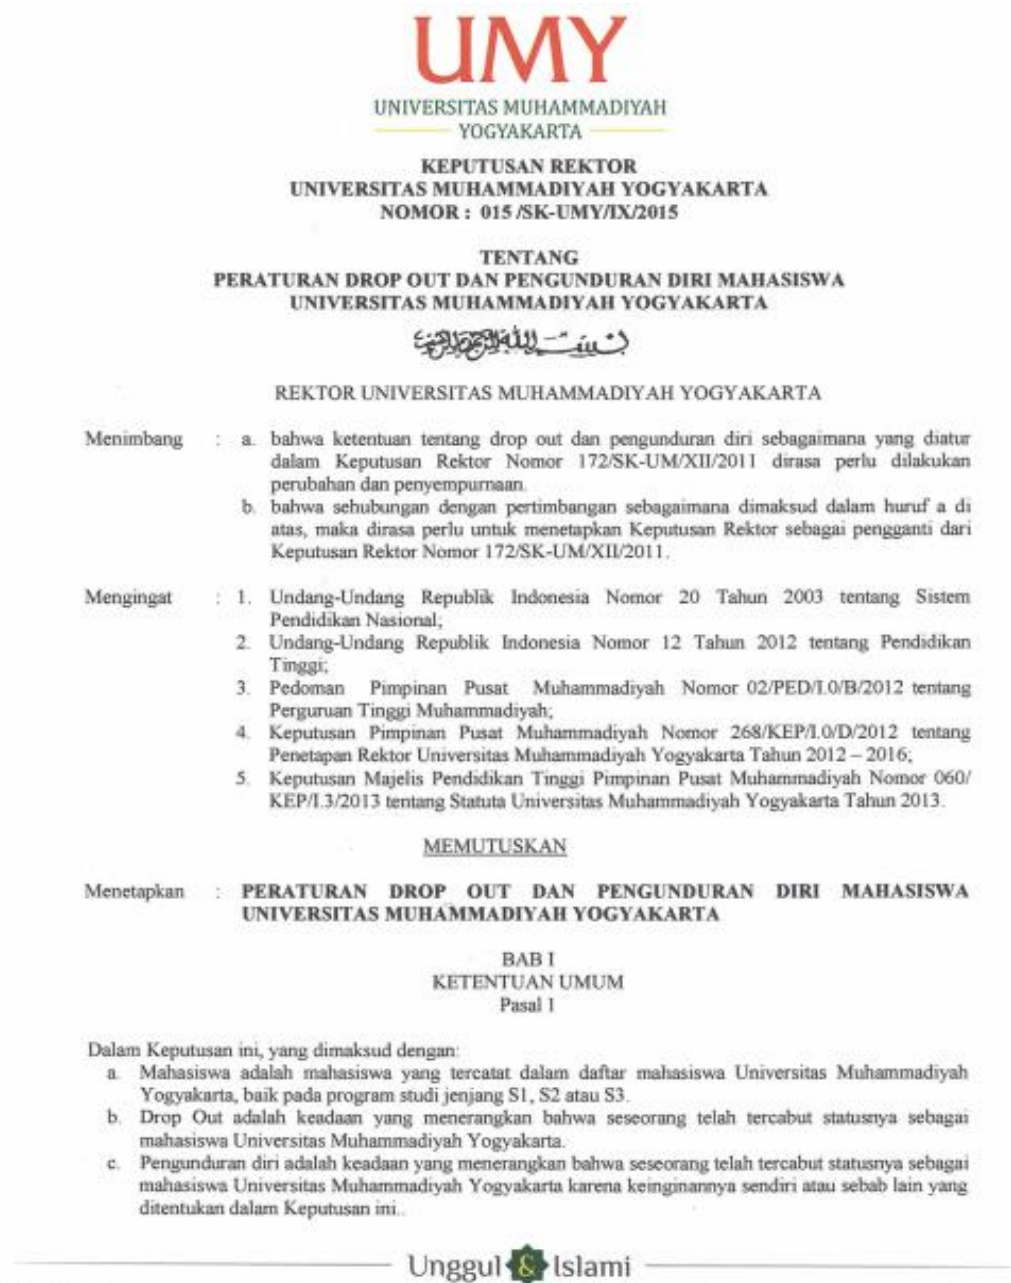 UMY
UNIVERSITAS MUHAMMADIYAH
YOGYAKARTA
KEPUTUSAN REKTOR
UNIVERSITAS MUHAMMADIYAH YOGYAKARTA
NOMOR : 015 /SK-UMY/IX/2015
TENTANG
PERATURAN DROP OUT DAN PENGUNDURAN DIRI MAHASISWA
UNIVERSITAS MUHAMMADIYAH YOGYAKARTA
بسم الله الرحمن الرحيم
REKTOR UNIVERSITAS MUHAMMADIYAH YOGYAKARTA
Menimbang : a. bahwa ketentuan tentang drop out dan pengunduran diri sebagaimana yang diatur
dalam Keputusan Rektor Nomor 172/SK-UM/XII/2011 dirasa perlu dilakukan
perubahan dan penyempurnaan.
b. bahwa sehubungan dengan pertimbangan sebagaimana dimaksud dalam huruf a di
atas, maka dirasa perlu untuk menetapkan Keputusan Rektor sebagai pengganti dari
Keputusan Rektor Nomor 172/SK-UM/XII/2011.
Mengingat : 1. Undang-Undang Republik Indonesia Nomor 20 Tahun 2003 tentang Sistem
Pendidikan Nasional;
2. Undang-Undang Republik Indonesia Nomor 12 Tahun 2012 tentang Pendidikan
Tinggi;
3. Pedoman Pimpinan Pusat Muhammadiyah Nomor 02/PED/I.0/B/2012 tentang
Perguruan Tinggi Muhammadiyah;
4. Keputusan Pimpinan Pusat Muhammadiyah Nomor 268/KEP/I.0/D/2012 tentang
Penetapan Rektor Universitas Muhammadiyah Yogyakarta Tahun 2012 – 2016;
5. Keputusan Majelis Pendidikan Tinggi Pimpinan Pusat Muhammadiyah Nomor 060/
KEP/I.3/2013 tentang Statuta Universitas Muhammadiyah Yogyakarta Tahun 2013.
MEMUTUSKAN
Menetapkan : PERATURAN DROP OUT DAN PENGUNDURAN DIRI MAHASISWA
UNIVERSITAS MUHAMMADIYAH YOGYAKARTA
BAB I
KETENTUAN UMUM
Pasal 1
Dalam Keputusan ini, yang dimaksud dengan:
a. Mahasiswa adalah mahasiswa yang tercatat dalam daftar mahasiswa Universitas Muhammadiyah
Yogyakarta, baik pada program studi jenjang S1, S2 atau S3.
b. Drop Out adalah keadaan yang menerangkan bahwa seseorang telah tercabut statusnya sebagai
mahasiswa Universitas Muhammadiyah Yogyakarta.
c. Pengunduran diri adalah keadaan yang menerangkan bahwa seseorang telah tercabut statusnya sebagai
mahasiswa Universitas Muhammadiyah Yogyakarta karena keinginannya sendiri atau sebab lain yang
ditentukan dalam Keputusan ini..
Unggul & Islami